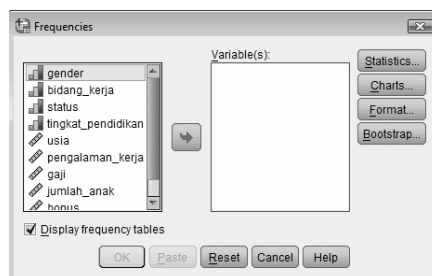 Frequencies
Variable(s):
gender
bidang_kerja
status
tingkat_pendidikan
usia
pengalaman_kerja
gaji
jumlah_anak
bonus
Statistics...
Charts...
Format...
Bootstrap...
Display frequency tables
OK Paste Reset Cancel Help